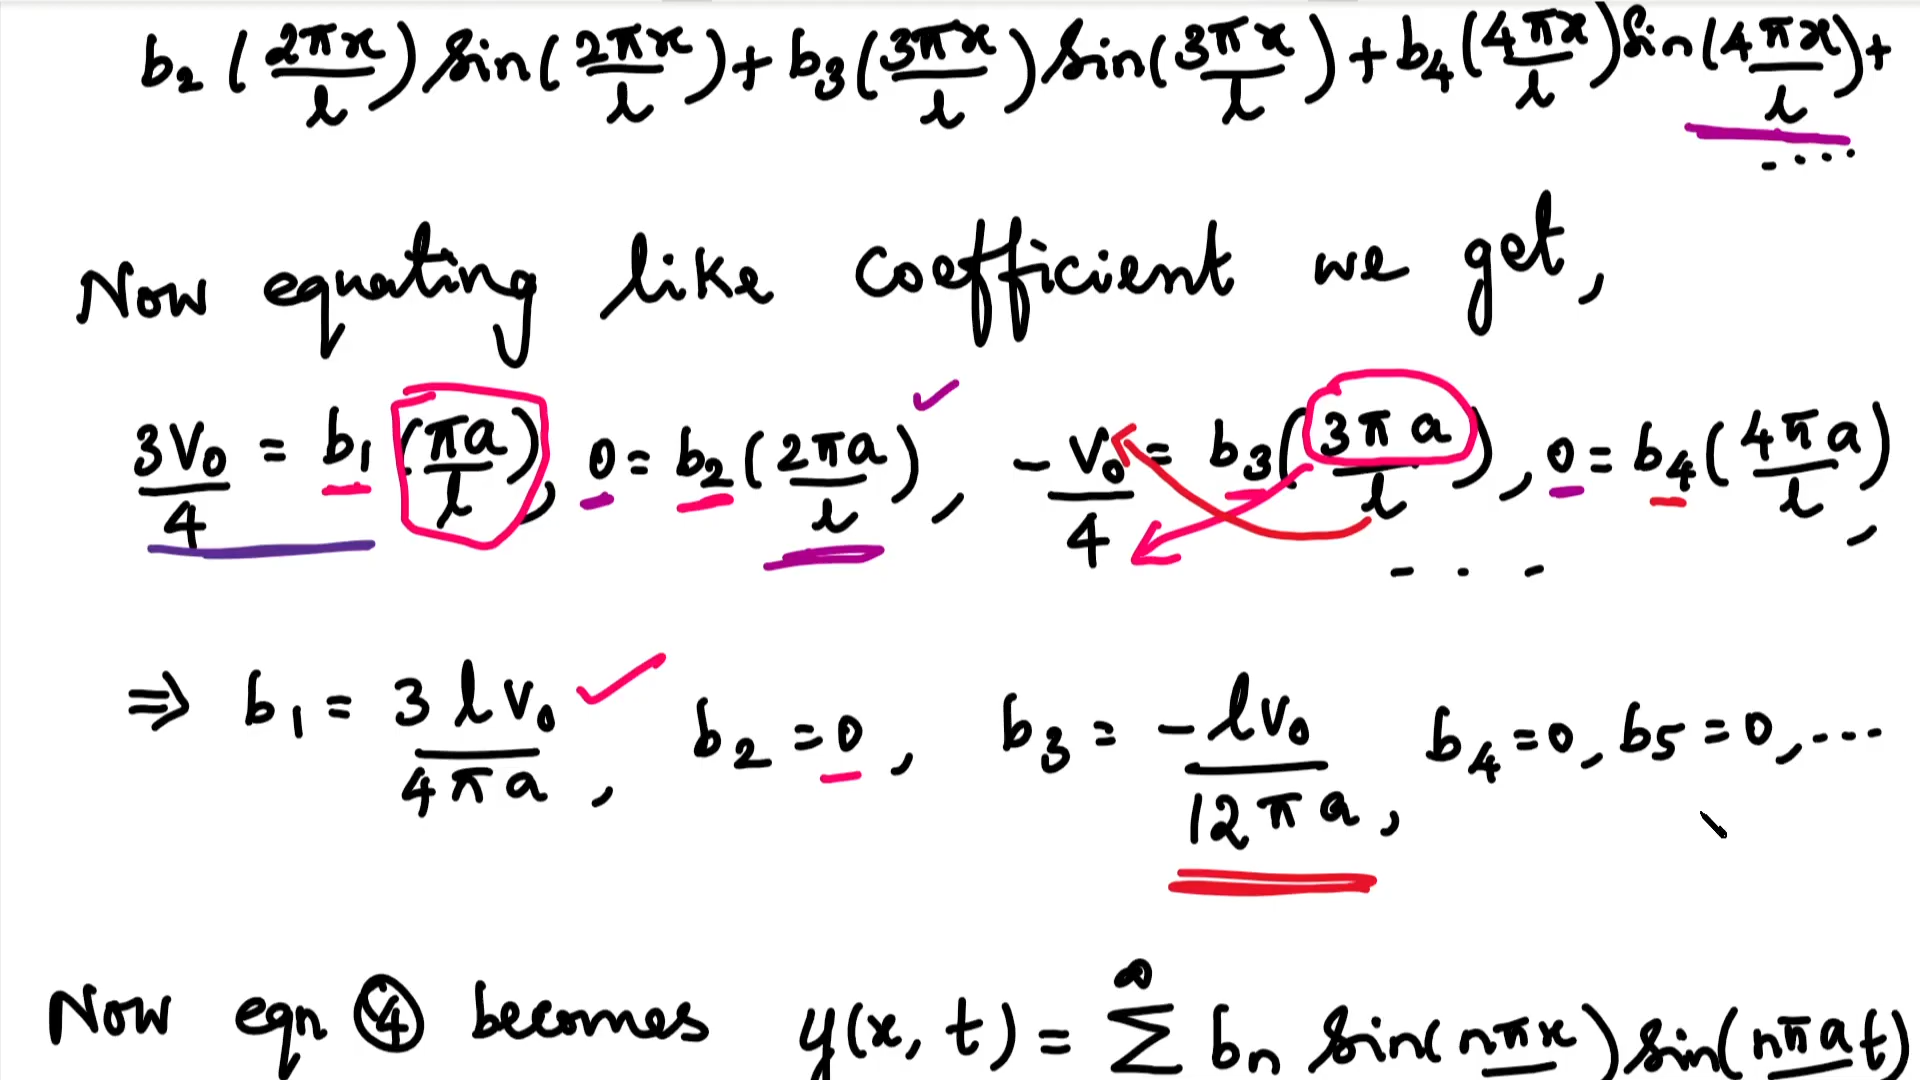 b₂(2πx/l) sin(2πx/l) + b₃(3πx/l) sin(3πx/l) + b₄(4πx/l) sin(4πx/l) +
- ...
Now equating like coefficient we get,
3V₀/4 = b₁(πa/l), 0 = b₂(2πa/l), -V₀/4 = b₃(3πa/l), 0 = b₄(4πa/l),
- . -
⇒ b₁ = 3lV₀/4πa, b₂ = 0, b₃ = -lV₀/12πa, b₄=0, b5=0,...
Now eqn ④ becomes y(x, t) = ∞Σ bn sin(nπx) sin(nπat)